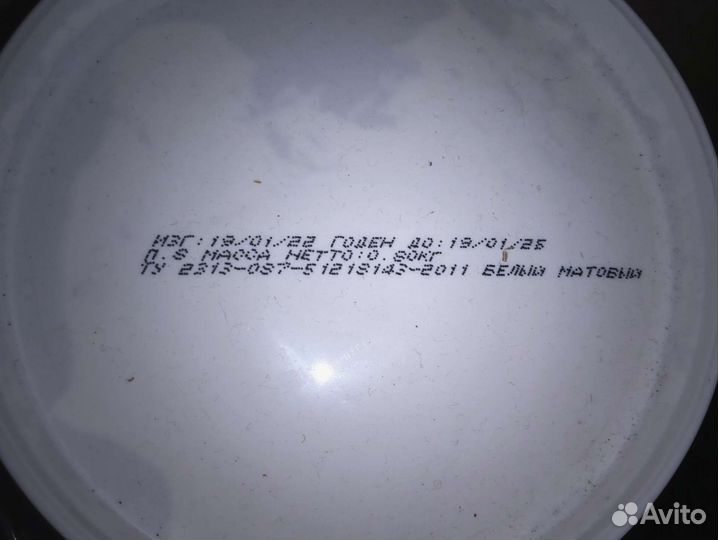 ИЗГ:19/01/22 ГОДЕН ДО:19/01/25
П.8 МАССА НЕТТО:0.80КГ
ТУ 2313-057-51218143-2011 БЕЛЫЙ МАТОВЫЙ
Avito